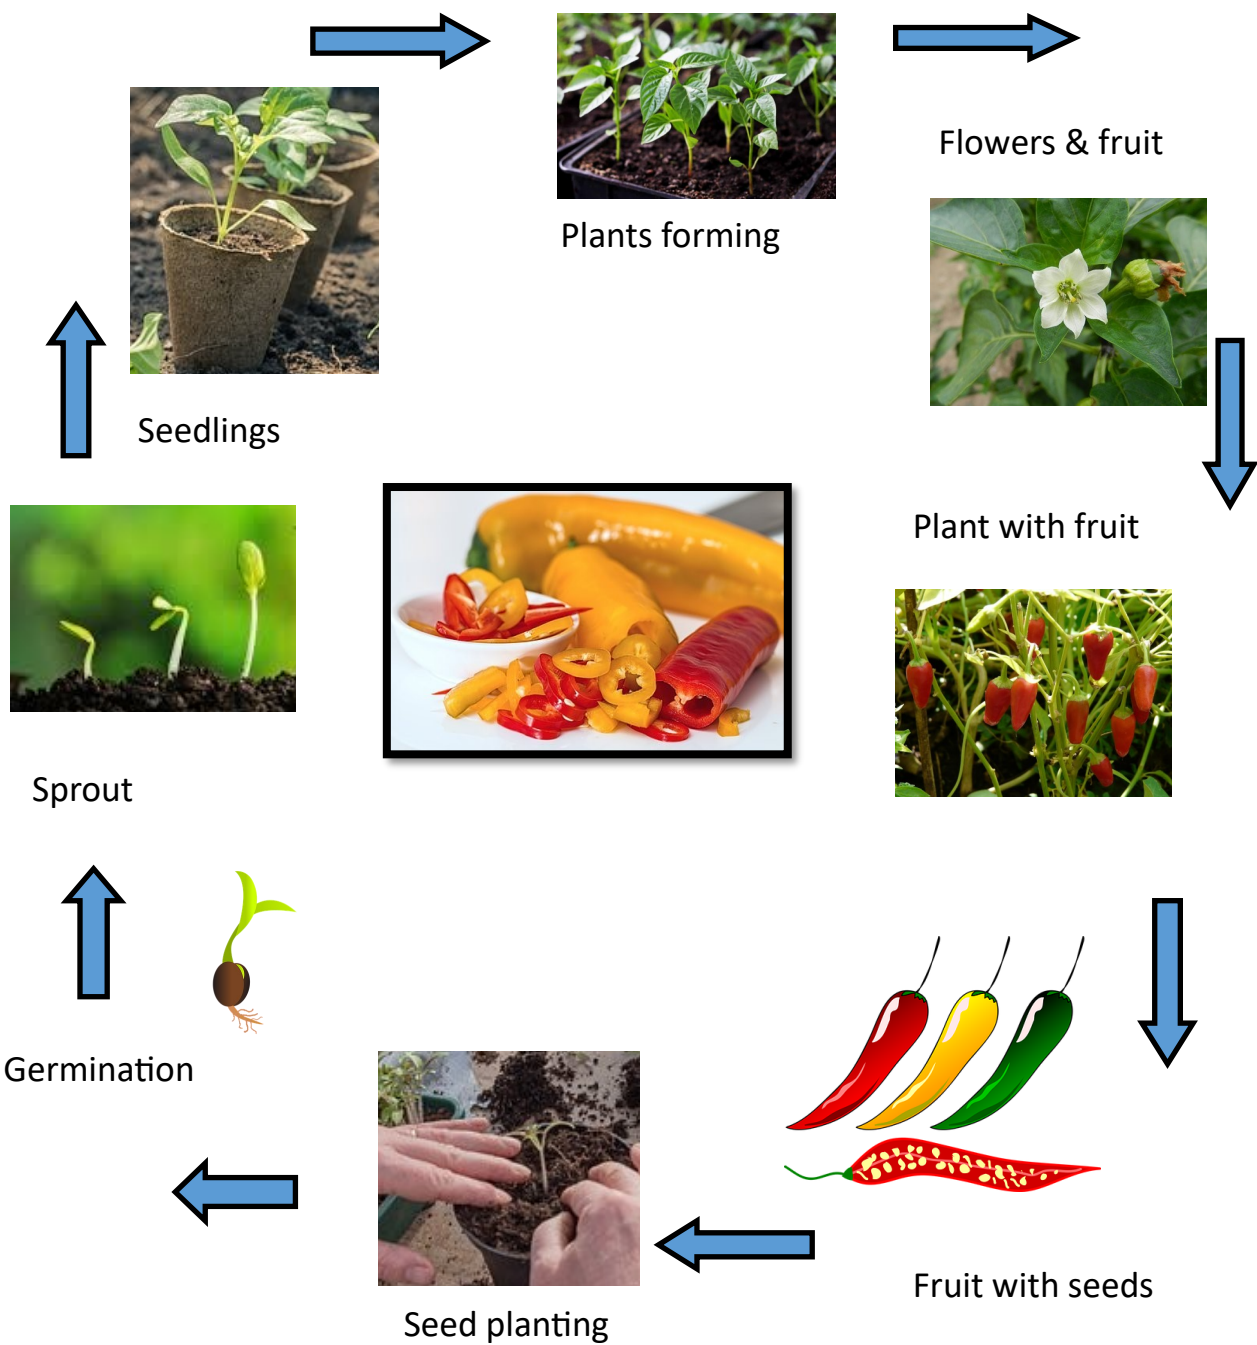 Flowers & fruit
Plants forming
Seedlings
Plant with fruit
Sprout
Germination
Fruit with seeds
Seed planting